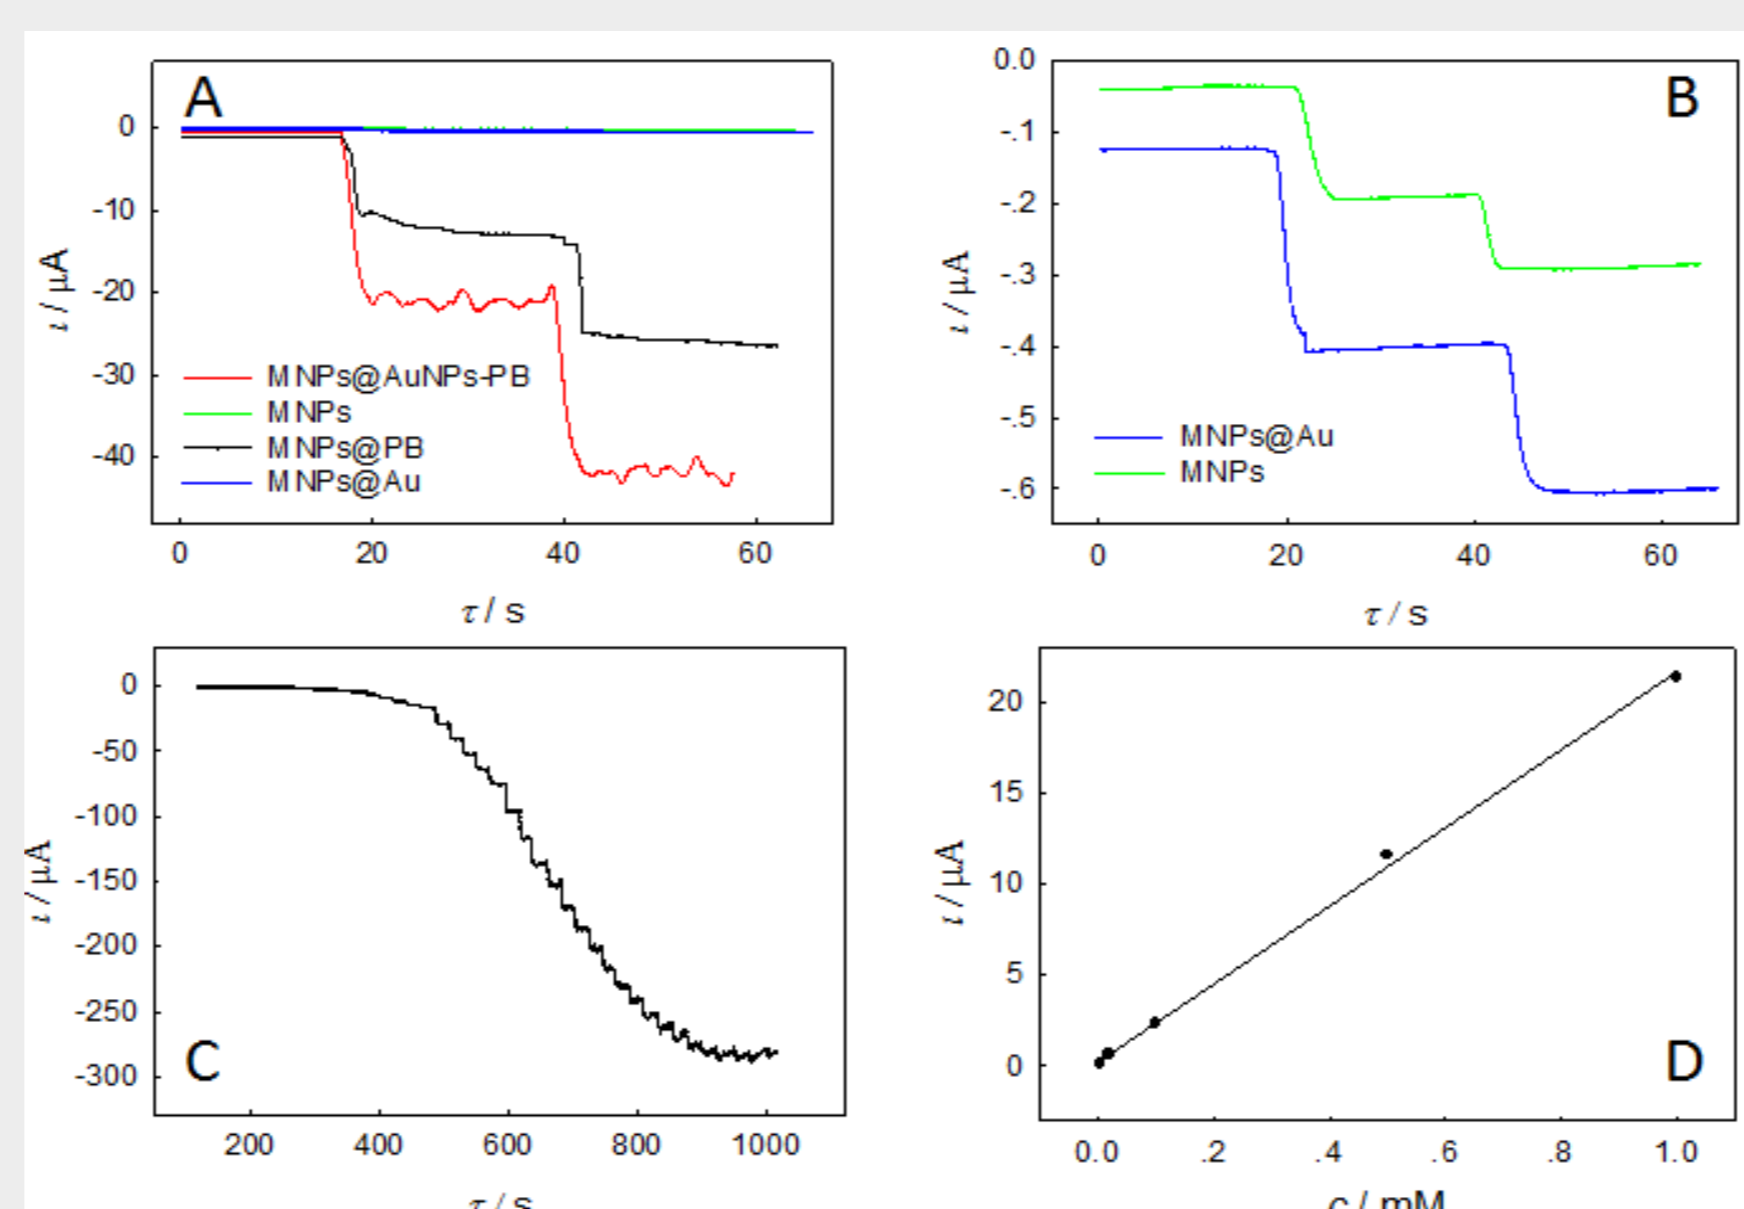 A
0
-10
-20
-30
-40
ι / μA
MNPs@AuNPs-PB
MNPs
MNPs@PB
MNPs@Au
0 20 40 60
τ / s
B
0.0
-.1
-.2
-.3
-.4
-.5
-.6
ι / μA
MNPs@Au
MNPs
0 20 40 60
τ / s
C
0
-50
-100
-150
-200
-250
-300
ι / μA
200 400 600 800 1000
τ / s
D
20
15
10
5
0
ι / μA
0.0 .2 .4 .6 .8 1.0
c / mM